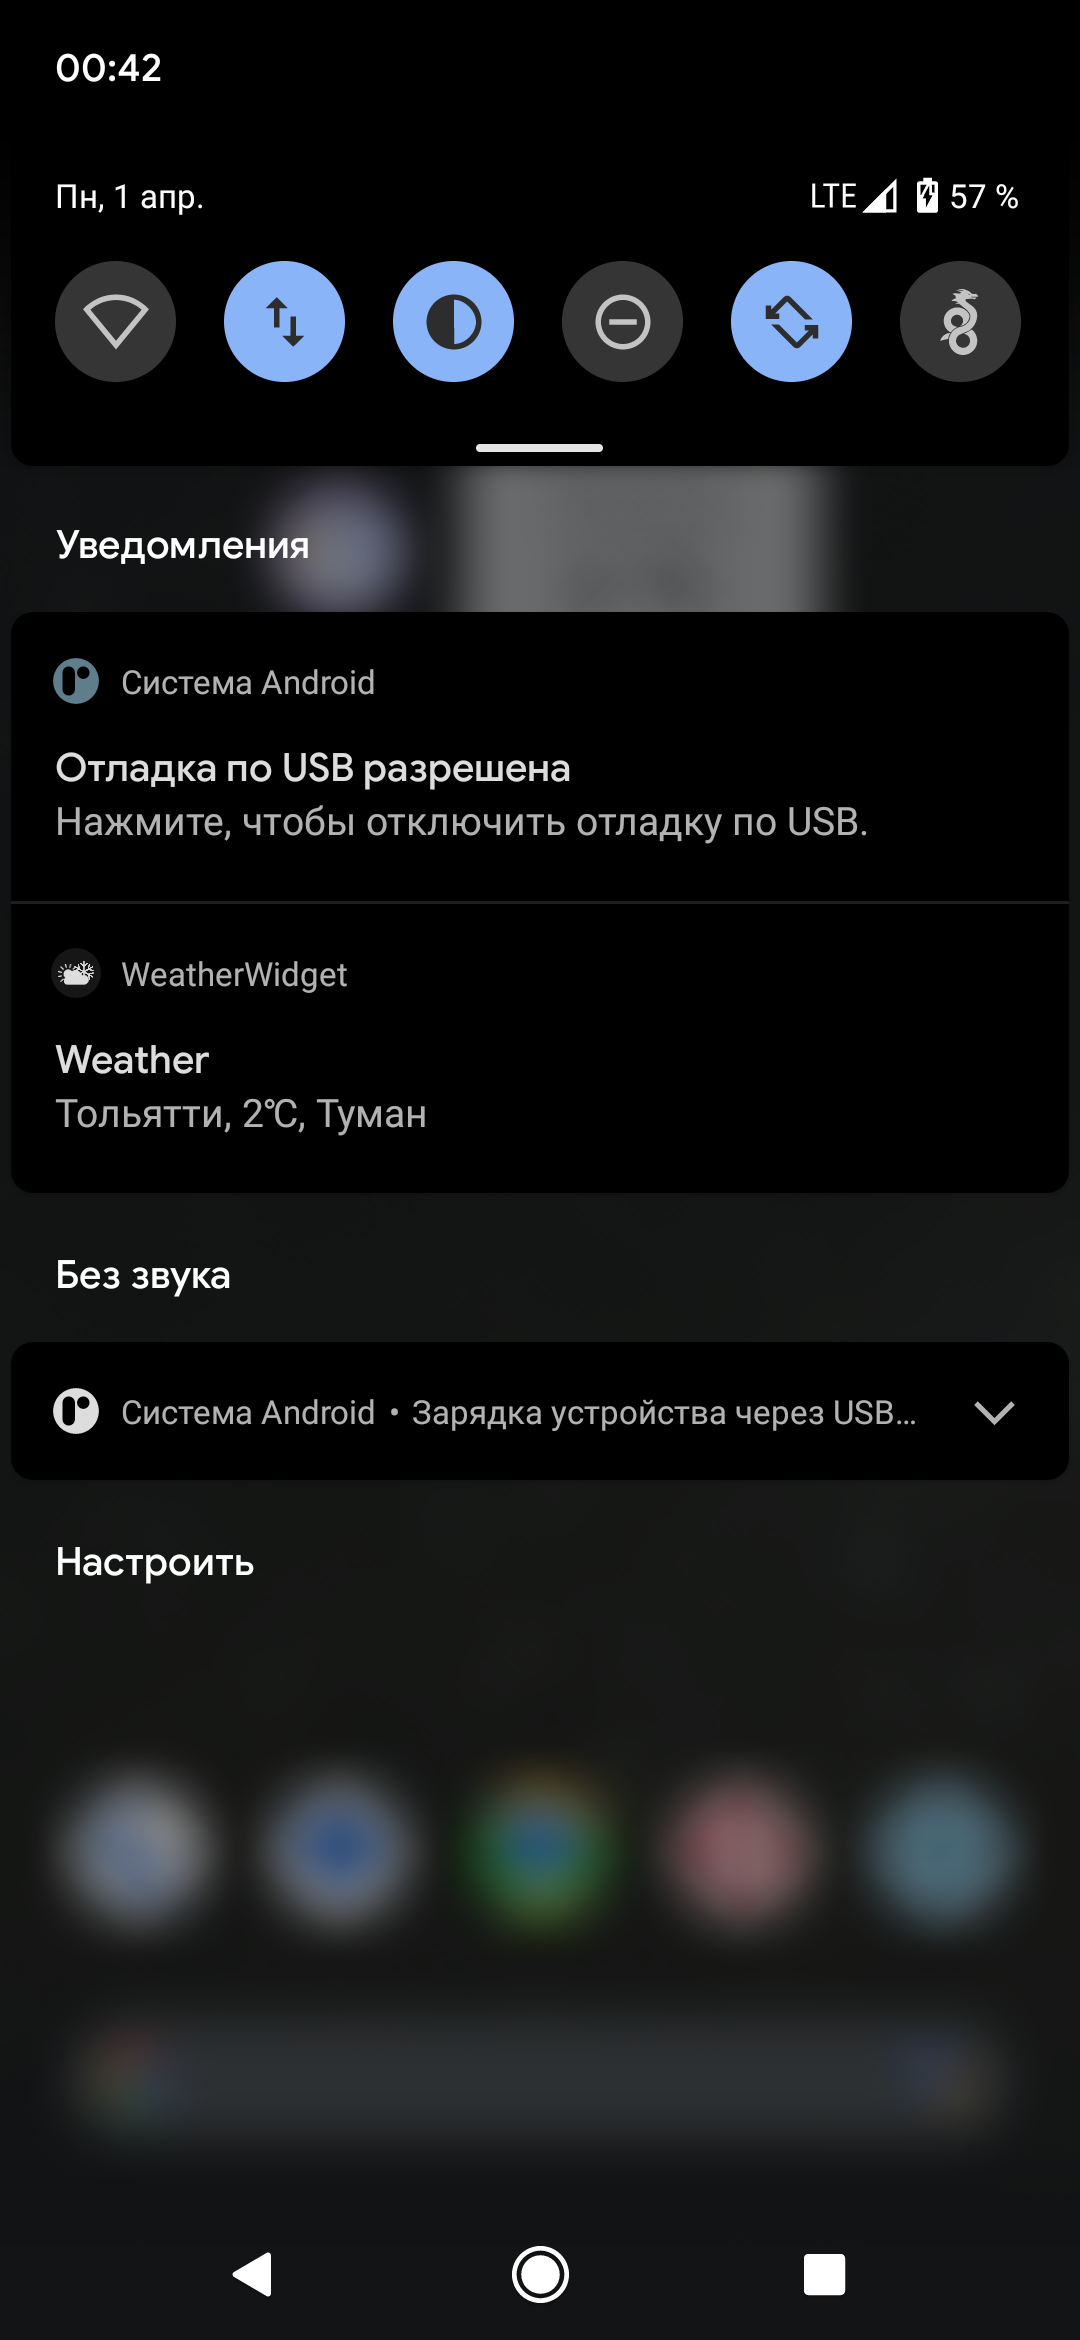 00:42
Пн, 1 апр.
LTE 57 %
Уведомления
Система Android
Отладка по USB разрешена
Нажмите, чтобы отключить отладку по USB.
WeatherWidget
Weather
Тольятти, 2°C, Туман
Без звука
Система Android • Зарядка устройства через USB…
Настроить